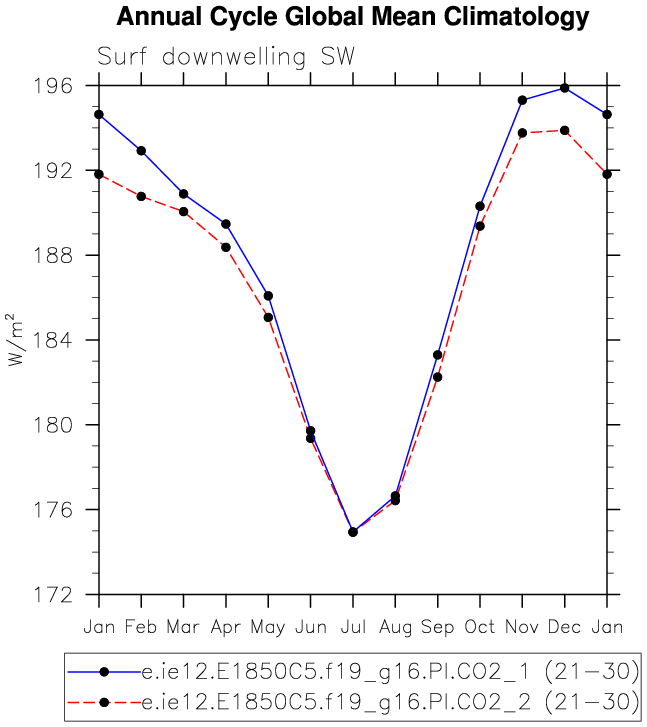 Annual Cycle Global Mean Climatology
Surf downwelling SW
196
192
188
184
180
176
172
W/m²
Jan Feb Mar Apr May Jun Jul Aug Sep Oct Nov Dec Jan
e.ie12.E1850C5.f19_g16.PI.CO2_1 (21-30)
e.ie12.E1850C5.f19_g16.PI.CO2_2 (21-30)